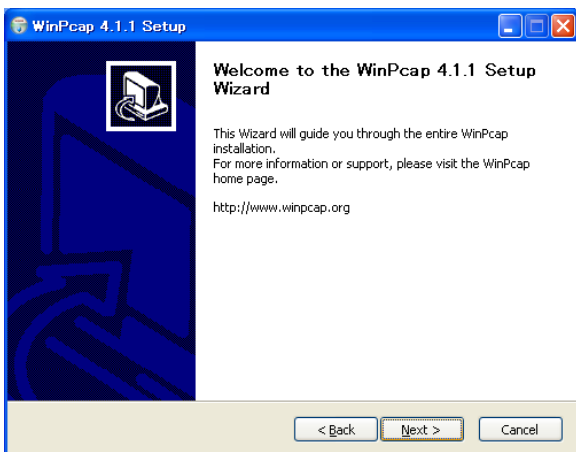 WinPcap 4.1.1 Setup
Welcome to the WinPcap 4.1.1 Setup
Wizard
This Wizard will guide you through the entire WinPcap
installation.
For more information or support, please visit the WinPcap
home page.
http://www.winpcap.org
< Back
Next >
Cancel